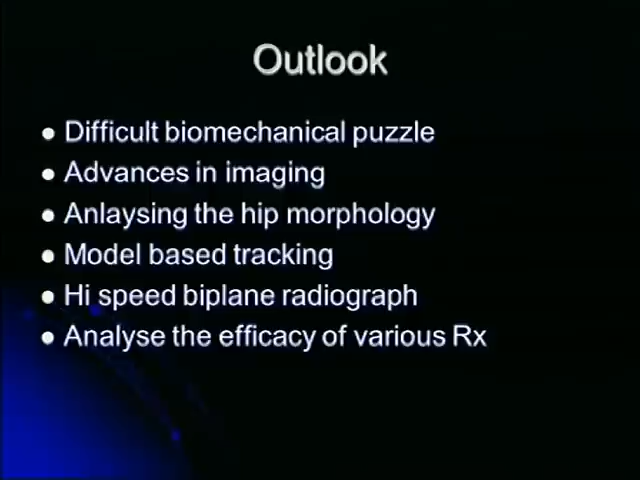 Outlook
● Difficult biomechanical puzzle
● Advances in imaging
● Anlaysing the hip morphology
● Model based tracking
● Hi speed biplane radiograph
● Analyse the efficacy of various Rx